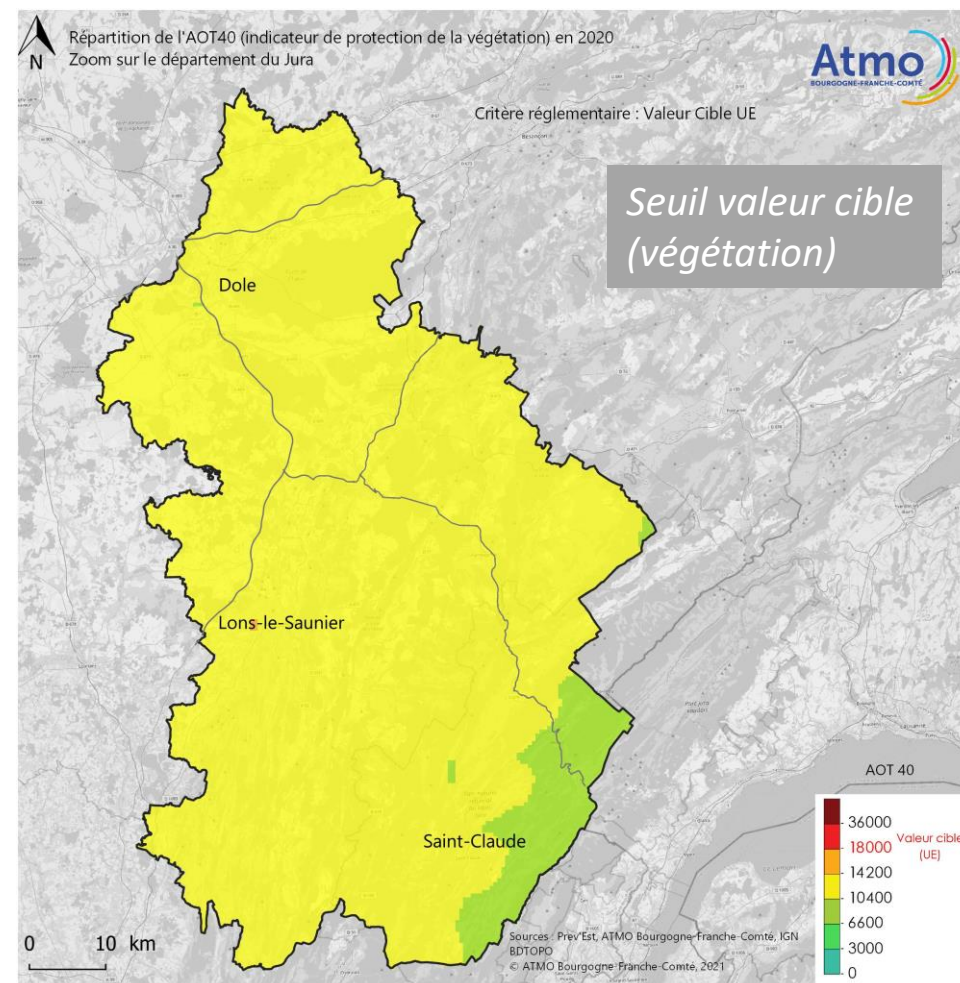 Répartition de l'AOT40 (indicateur de protection de la végétation) en 2020
Zoom sur le département du Jura
N
Atmo
BOURGOGNE-FRANCHE-COMTÉ
Critère réglementaire : Valeur Cible UE
Seuil valeur cible
(végétation)
Dole
Lons-le-Saunier
Saint-Claude
AOT 40
36000
18000
Valeur cible
(UE)
14200
10400
6600
3000
0
0 10 km
Sources : Prev'Est, ATMO Bourgogne-Franche-Comté, IGN
BDTOPO
© ATMO Bourgogne-Franche-Comté, 2021